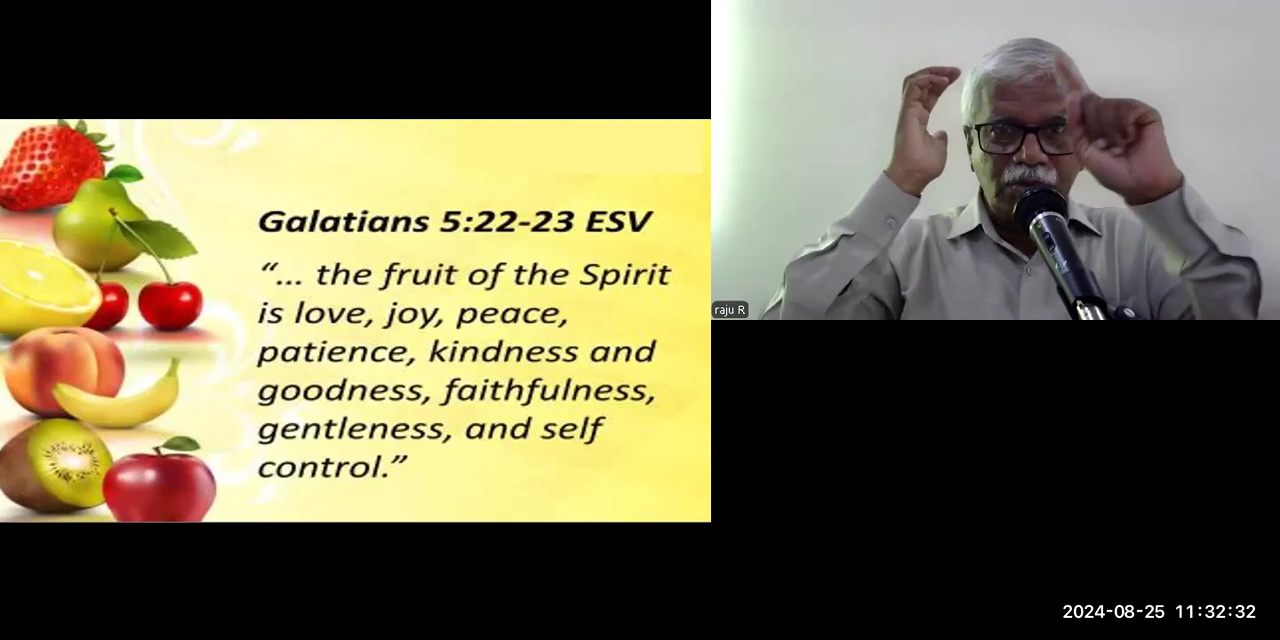 Galatians 5:22-23 ESV
“... the fruit of the Spirit
is love, joy, peace,
patience, kindness and
goodness, faithfulness,
gentleness, and self
control.”
raju R
2024-08-25 11:32:32